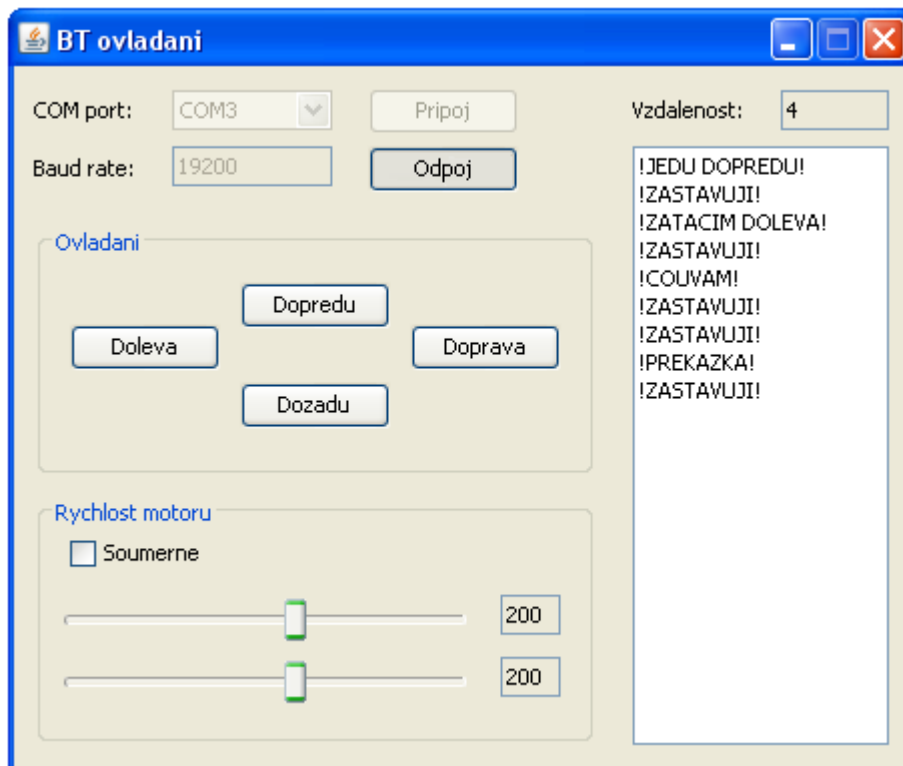 BT ovladani
COM port: COM3 Pripoj
Baud rate: 19200 Odpoj
Vzdalenost: 4
Ovladani
Dopredu
Doleva Doprava
Dozadu
Rychlost motoru
Soumerne
200
200
!JEDU DOPREDU!
!ZASTAVUJI!
!ZATACIM DOLEVA!
!ZASTAVUJI!
!COUVAM!
!ZASTAVUJI!
!ZASTAVUJI!
!PREKAZKA!
!ZASTAVUJI!